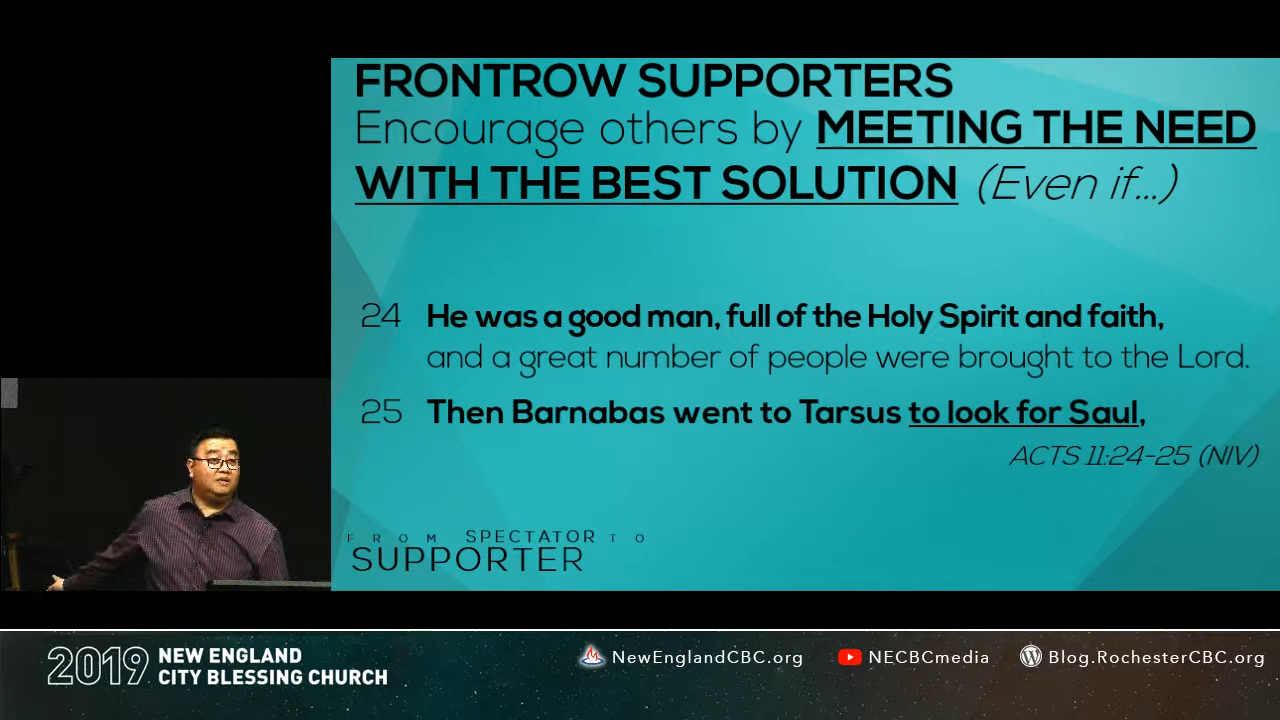 FRONTROW SUPPORTERS
Encourage others by MEETING THE NEED
WITH THE BEST SOLUTION (Even if...)
24 He was a good man, full of the Holy Spirit and faith,
and a great number of people were brought to the Lord.
25 Then Barnabas went to Tarsus to look for Saul,
ACTS 11:24-25 (NIV)
FROM SPECTATOR TO
SUPPORTER
2019 NEW ENGLAND
CITY BLESSING CHURCH
NewEnglandCBC.org
NECBCmedia
Blog.RochesterCBC.org